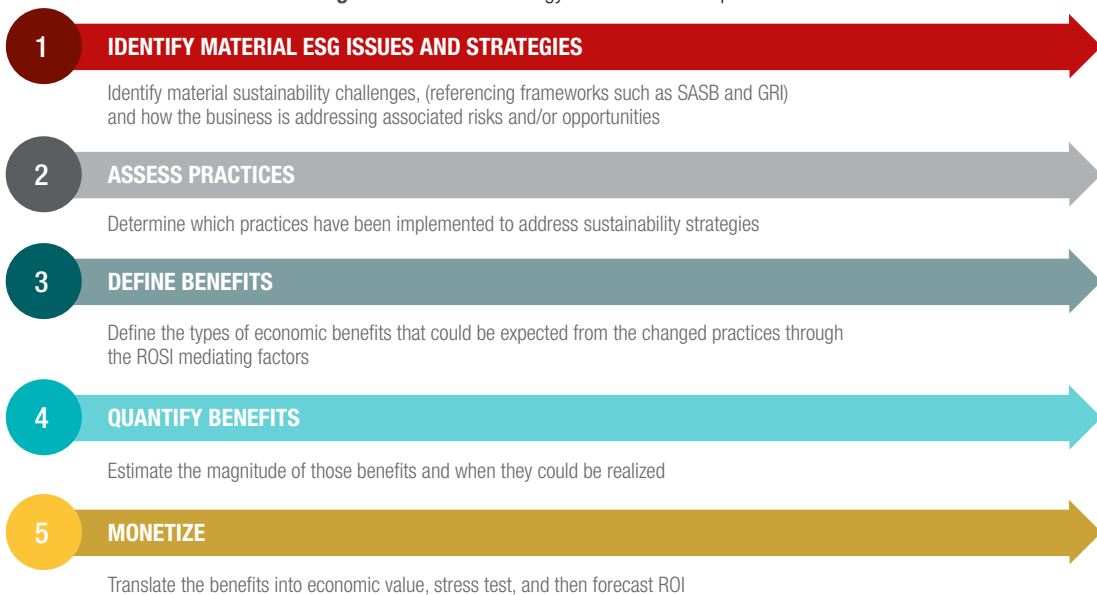 1
IDENTIFY MATERIAL ESG ISSUES AND STRATEGIES
Identify material sustainability challenges, (referencing frameworks such as SASB and GRI)
and how the business is addressing associated risks and/or opportunities
2
ASSESS PRACTICES
Determine which practices have been implemented to address sustainability strategies
3
DEFINE BENEFITS
Define the types of economic benefits that could be expected from the changed practices through
the ROSI mediating factors
4
QUANTIFY BENEFITS
Estimate the magnitude of those benefits and when they could be realized
5
MONETIZE
Translate the benefits into economic value, stress test, and then forecast ROI